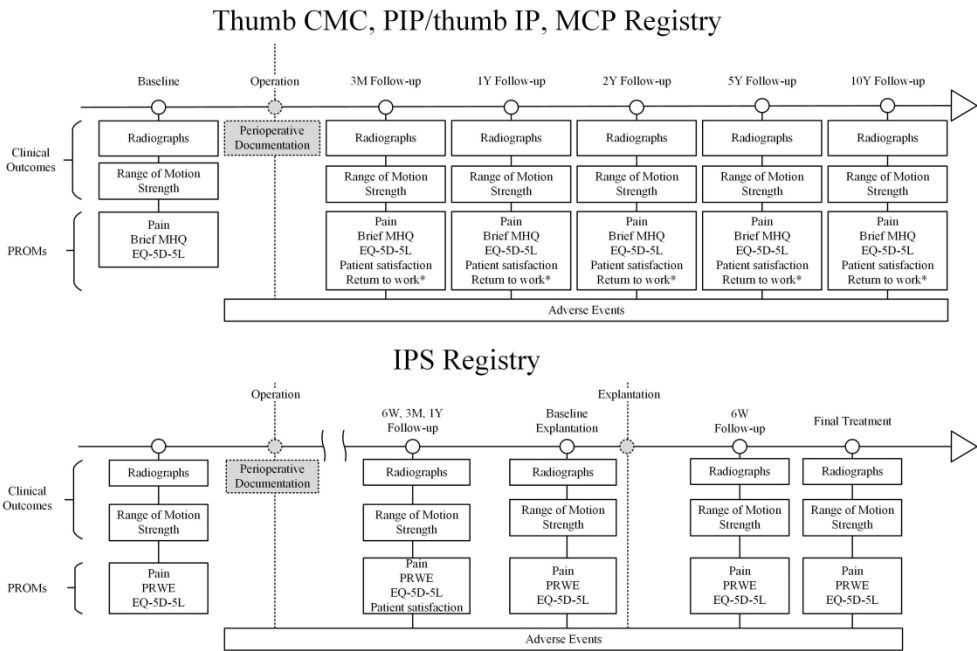 Thumb CMC, PIP/thumb IP, MCP Registry
Baseline
Operation
3M Follow-up
1Y Follow-up
2Y Follow-up
5Y Follow-up
10Y Follow-up
Clinical
Outcomes
Radiographs
Perioperative
Documentation
Radiographs
Radiographs
Radiographs
Radiographs
Radiographs
Range of Motion
Strength
Range of Motion
Strength
Range of Motion
Strength
Range of Motion
Strength
Range of Motion
Strength
Range of Motion
Strength
PROMs
Pain
Brief MHQ
EQ-5D-5L
Pain
Brief MHQ
EQ-5D-5L
Patient satisfaction
Return to work*
Pain
Brief MHQ
EQ-5D-5L
Patient satisfaction
Return to work*
Pain
Brief MHQ
EQ-5D-5L
Patient satisfaction
Return to work*
Pain
Brief MHQ
EQ-5D-5L
Patient satisfaction
Return to work*
Pain
Brief MHQ
EQ-5D-5L
Patient satisfaction
Return to work*
Adverse Events
IPS Registry
Operation
6W, 3M, 1Y
Follow-up
Baseline
Explantation
Explantation
6W
Follow-up
Final Treatment
Clinical
Outcomes
Radiographs
Perioperative
Documentation
Radiographs
Radiographs
Radiographs
Radiographs
Range of Motion
Strength
Range of Motion
Strength
Range of Motion
Strength
Range of Motion
Strength
Range of Motion
Strength
PROMs
Pain
PRWE
EQ-5D-5L
Pain
PRWE
EQ-5D-5L
Patient satisfaction
Pain
PRWE
EQ-5D-5L
Pain
PRWE
EQ-5D-5L
Pain
PRWE
EQ-5D-5L
Adverse Events